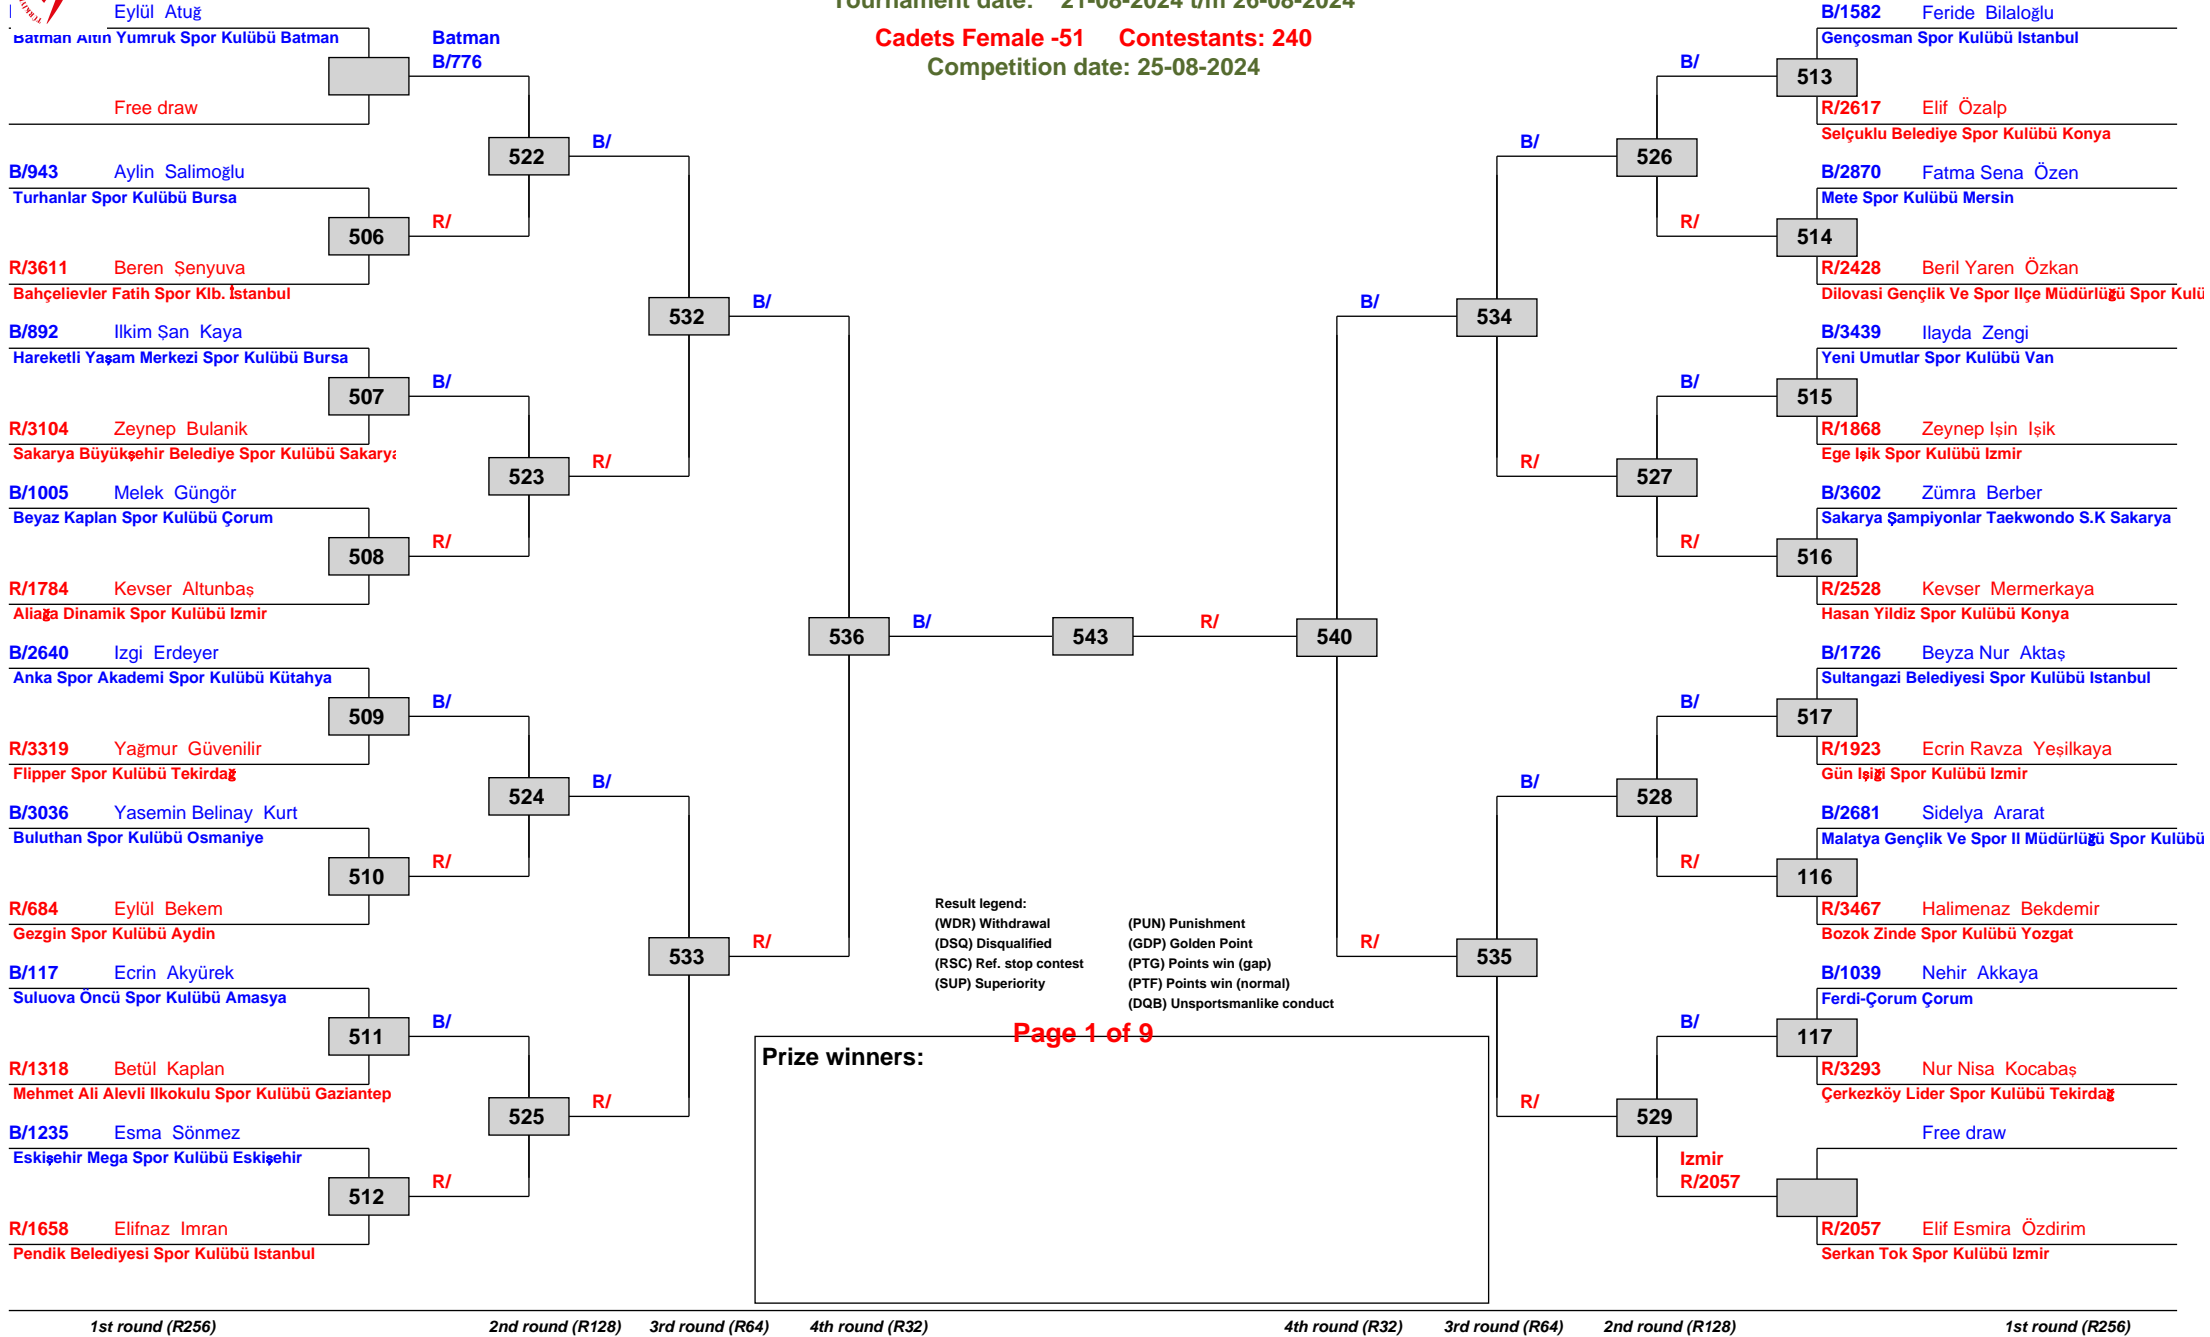 Tournament date: 21-08-2024 t/m 26-08-2024
Cadets Female -51 Contestants: 240
Competition date: 25-08-2024
Eylül Atuğ
Batman Altin Yumruk Spor Kulübü Batman
Batman
B/776
Free draw
522
B/
B/943 Aylin Salimoğlu
Turhanlar Spor Kulübü Bursa
506
R/
R/3611 Beren Şenyuva
Bahçelievler Fatih Spor Klb. İstanbul
532
B/
B/892 Ilkim Şan Kaya
Hareketli Yaşam Merkezi Spor Kulübü Bursa
507
B/
R/3104 Zeynep Bulanik
Sakarya Büyükşehir Belediye Spor Kulübü Sakarya
523
R/
B/1005 Melek Güngör
Beyaz Kaplan Spor Kulübü Çorum
508
R/
R/1784 Kevser Altunbaş
Aliağa Dinamik Spor Kulübü Izmir
536
B/
543
R/
540
B/2640 Izgi Erdeyer
Anka Spor Akademi Spor Kulübü Kütahya
509
B/
R/3319 Yağmur Güvenilir
Flipper Spor Kulübü Tekirdağ
524
B/
B/3036 Yasemin Belinay Kurt
Buluthan Spor Kulübü Osmaniye
510
R/
R/684 Eylül Bekem
Gezgin Spor Kulübü Aydin
533
R/
B/117 Ecrin Akyürek
Suluova Öncü Spor Kulübü Amasya
511
B/
R/1318 Betül Kaplan
Mehmet Ali Alevli Ilkokulu Spor Kulübü Gaziantep
525
R/
B/1235 Esma Sönmez
Eskişehir Mega Spor Kulübü Eskişehir
512
R/
R/1658 Elifnaz Imran
Pendik Belediyesi Spor Kulübü Istanbul
B/1582 Feride Bilaloğlu
Gençosman Spor Kulübü Istanbul
B/
513
R/2617 Elif Özalp
Selçuklu Belediye Spor Kulübü Konya
B/
526
B/2870 Fatma Sena Özen
Mete Spor Kulübü Mersin
R/
514
R/2428 Beril Yaren Özkan
Dilovasi Gençlik Ve Spor Ilçe Müdürlüğü Spor Kulü
B/
534
B/3439 Ilayda Zengi
Yeni Umutlar Spor Kulübü Van
B/
515
R/1868 Zeynep Işin Işik
Ege Işik Spor Kulübü Izmir
R/
527
B/3602 Zümra Berber
Sakarya Şampiyonlar Taekwondo S.K Sakarya
R/
516
R/2528 Kevser Mermerkaya
Hasan Yildiz Spor Kulübü Konya
B/1726 Beyza Nur Aktaş
Sultangazi Belediyesi Spor Kulübü Istanbul
B/
517
R/1923 Ecrin Ravza Yeşilkaya
Gün Işiği Spor Kulübü Izmir
B/
528
B/2681 Sidelya Ararat
Malatya Gençlik Ve Spor Il Müdürlüğü Spor Kulübü
R/
116
R/3467 Halimenaz Bekdemir
Bozok Zinde Spor Kulübü Yozgat
R/
535
B/1039 Nehir Akkaya
Ferdi-Çorum Çorum
B/
117
R/3293 Nur Nisa Kocabaş
Çerkezköy Lider Spor Kulübü Tekirdağ
R/
529
Free draw
Izmir
R/2057
R/2057 Elif Esmira Özdirim
Serkan Tok Spor Kulübü Izmir
Result legend:
(WDR) Withdrawal (PUN) Punishment
(DSQ) Disqualified (GDP) Golden Point
(RSC) Ref. stop contest (PTG) Points win (gap)
(SUP) Superiority (PTF) Points win (normal)
(DQB) Unsportsmanlike conduct
Page 1 of 9
Prize winners:
1st round (R256) 2nd round (R128) 3rd round (R64) 4th round (R32) 4th round (R32) 3rd round (R64) 2nd round (R128) 1st round (R256)